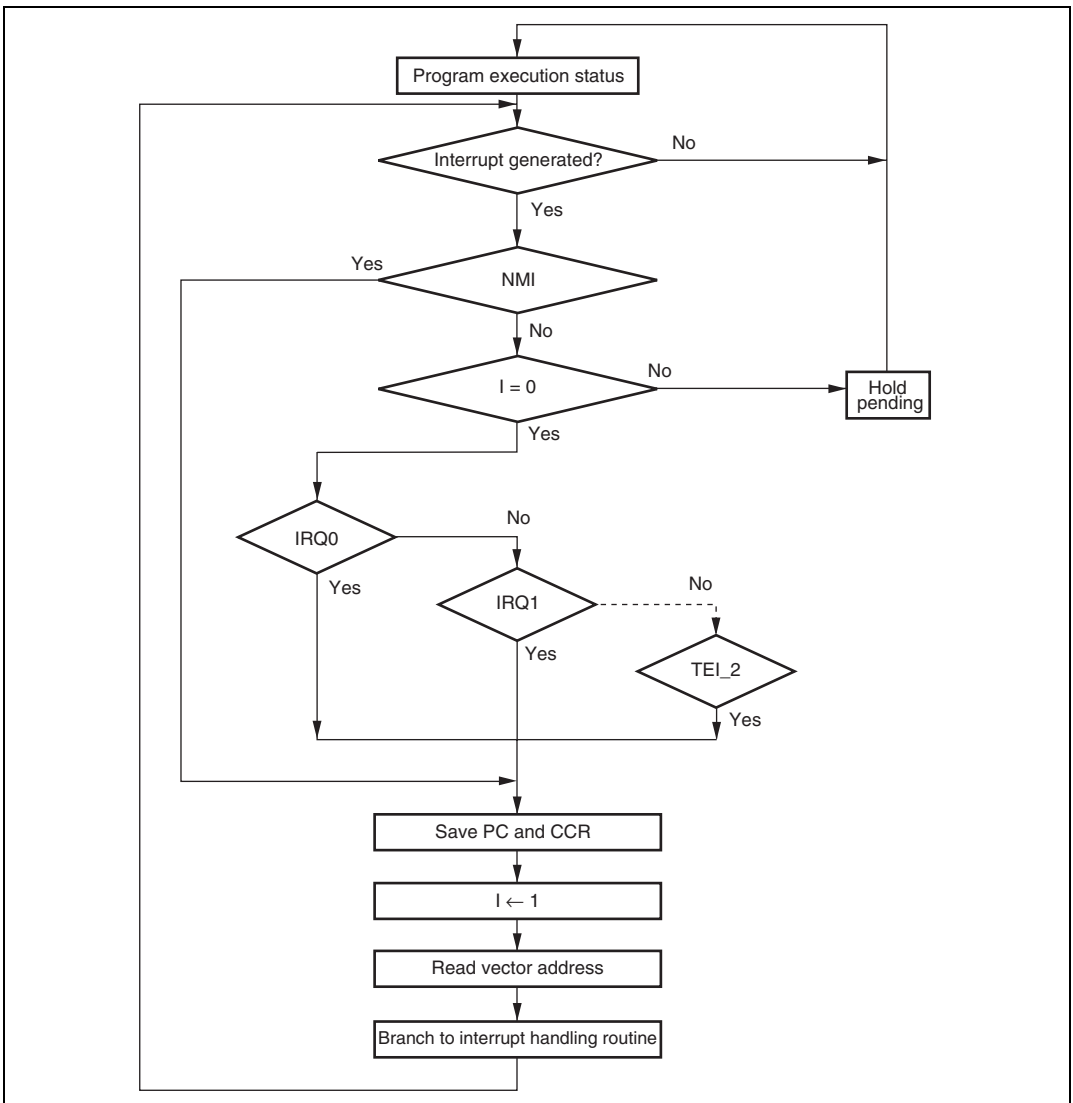 Program execution status
Interrupt generated?
No
Yes
Yes
NMI
No
I = 0
No
Hold
pending
Yes
IRQ0
No
Yes
IRQ1
No
Yes
TEI_2
Yes
Save PC and CCR
I ← 1
Read vector address
Branch to interrupt handling routine